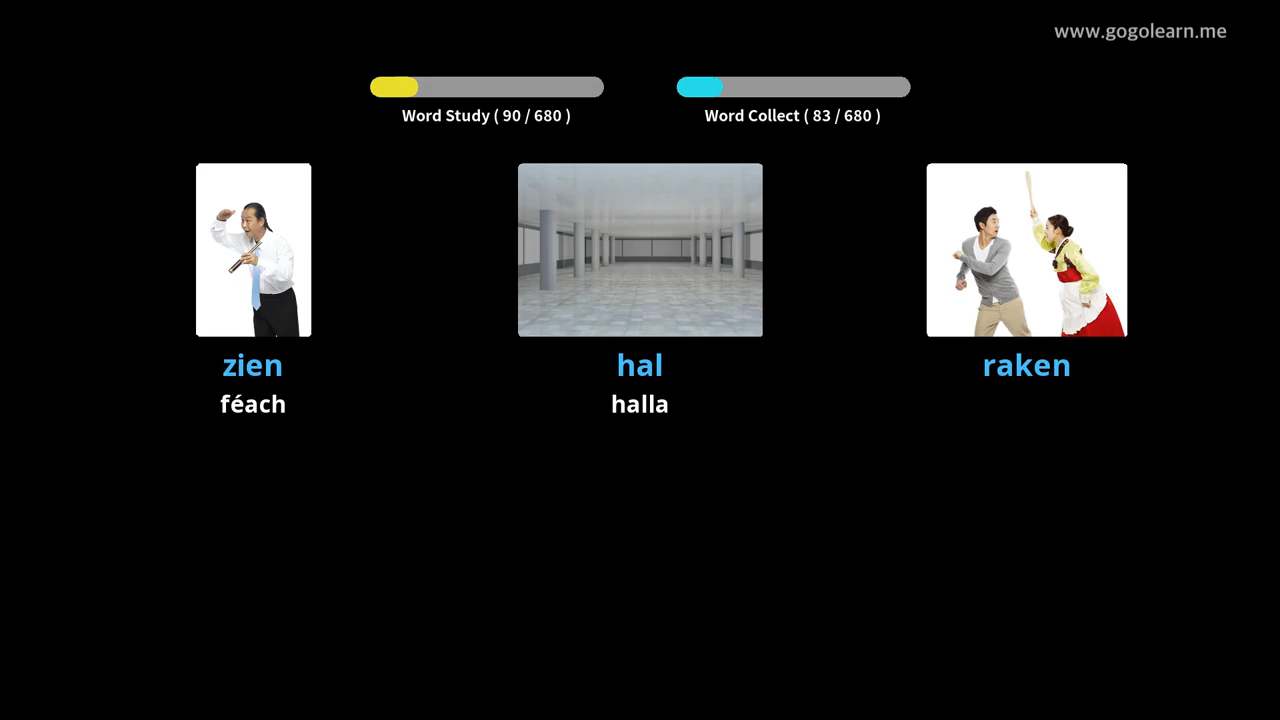 www.gogolearn.me
Word Study ( 90 / 680 )
Word Collect ( 83 / 680 )
zien
hal
raken
féach
halla